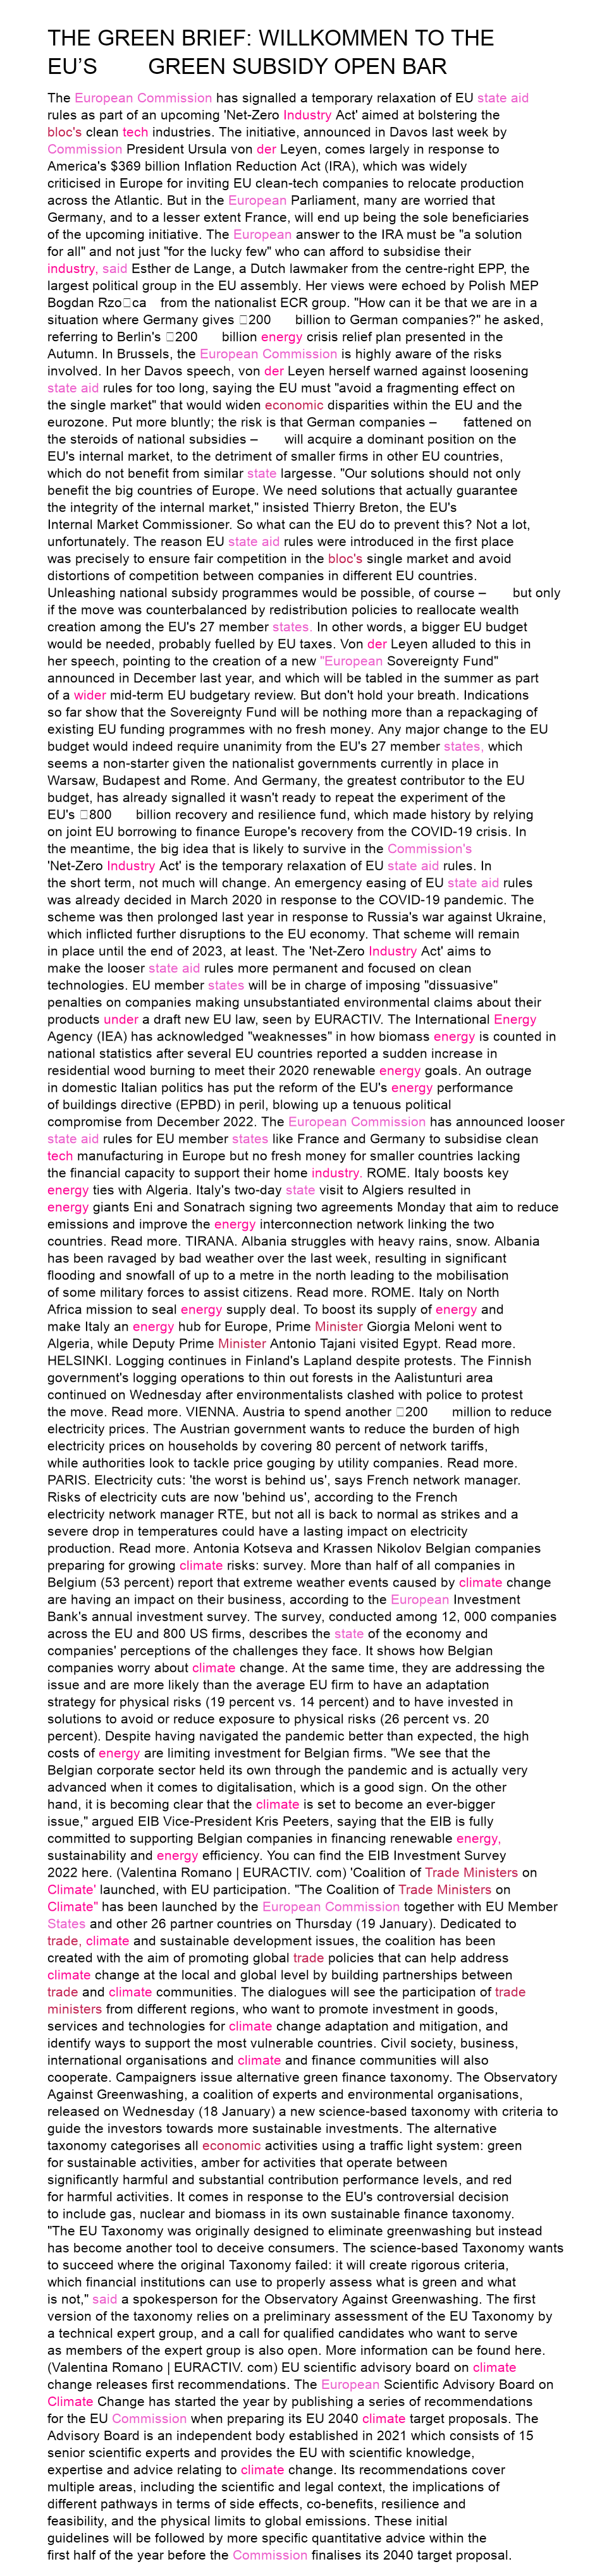 THE GREEN BRIEF: WILLKOMMEN TO THE
EU’S GREEN SUBSIDY OPEN BAR
The European Commission has signalled a temporary relaxation of EU state aid
rules as part of an upcoming 'Net-Zero Industry Act' aimed at bolstering the
bloc's clean tech industries. The initiative, announced in Davos last week by
Commission President Ursula von der Leyen, comes largely in response to
America's $369 billion Inflation Reduction Act (IRA), which was widely
criticised in Europe for inviting EU clean-tech companies to relocate production
across the Atlantic. But in the European Parliament, many are worried that
Germany, and to a lesser extent France, will end up being the sole beneficiaries
of the upcoming initiative. The European answer to the IRA must be "a solution
for all" and not just "for the lucky few" who can afford to subsidise their
industry, said Esther de Lange, a Dutch lawmaker from the centre-right EPP, the
largest political group in the EU assembly. Her views were echoed by Polish MEP
Bogdan Rzo□ca from the nationalist ECR group. "How can it be that we are in a
situation where Germany gives □200 billion to German companies?" he asked,
referring to Berlin's □200 billion energy crisis relief plan presented in the
Autumn. In Brussels, the European Commission is highly aware of the risks
involved. In her Davos speech, von der Leyen herself warned against loosening
state aid rules for too long, saying the EU must "avoid a fragmenting effect on
the single market" that would widen economic disparities within the EU and the
eurozone. Put more bluntly; the risk is that German companies – fattened on
the steroids of national subsidies – will acquire a dominant position on the
EU's internal market, to the detriment of smaller firms in other EU countries,
which do not benefit from similar state largesse. "Our solutions should not only
benefit the big countries of Europe. We need solutions that actually guarantee
the integrity of the internal market," insisted Thierry Breton, the EU's
Internal Market Commissioner. So what can the EU do to prevent this? Not a lot,
unfortunately. The reason EU state aid rules were introduced in the first place
was precisely to ensure fair competition in the bloc's single market and avoid
distortions of competition between companies in different EU countries.
Unleashing national subsidy programmes would be possible, of course – but only
if the move was counterbalanced by redistribution policies to reallocate wealth
creation among the EU's 27 member states. In other words, a bigger EU budget
would be needed, probably fuelled by EU taxes. Von der Leyen alluded to this in
her speech, pointing to the creation of a new "European Sovereignty Fund"
announced in December last year, and which will be tabled in the summer as part
of a wider mid-term EU budgetary review. But don't hold your breath. Indications
so far show that the Sovereignty Fund will be nothing more than a repackaging of
existing EU funding programmes with no fresh money. Any major change to the EU
budget would indeed require unanimity from the EU's 27 member states, which
seems a non-starter given the nationalist governments currently in place in
Warsaw, Budapest and Rome. And Germany, the greatest contributor to the EU
budget, has already signalled it wasn't ready to repeat the experiment of the
EU's □800 billion recovery and resilience fund, which made history by relying
on joint EU borrowing to finance Europe's recovery from the COVID-19 crisis. In
the meantime, the big idea that is likely to survive in the Commission's
'Net-Zero Industry Act' is the temporary relaxation of EU state aid rules. In
the short term, not much will change. An emergency easing of EU state aid rules
was already decided in March 2020 in response to the COVID-19 pandemic. The
scheme was then prolonged last year in response to Russia's war against Ukraine,
which inflicted further disruptions to the EU economy. That scheme will remain
in place until the end of 2023, at least. The 'Net-Zero Industry Act' aims to
make the looser state aid rules more permanent and focused on clean
technologies. EU member states will be in charge of imposing "dissuasive"
penalties on companies making unsubstantiated environmental claims about their
products under a draft new EU law, seen by EURACTIV. The International Energy
Agency (IEA) has acknowledged "weaknesses" in how biomass energy is counted in
national statistics after several EU countries reported a sudden increase in
residential wood burning to meet their 2020 renewable energy goals. An outrage
in domestic Italian politics has put the reform of the EU's energy performance
of buildings directive (EPBD) in peril, blowing up a tenuous political
compromise from December 2022. The European Commission has announced looser
state aid rules for EU member states like France and Germany to subsidise clean
tech manufacturing in Europe but no fresh money for smaller countries lacking
the financial capacity to support their home industry. ROME. Italy boosts key
energy ties with Algeria. Italy's two-day state visit to Algiers resulted in
energy giants Eni and Sonatrach signing two agreements Monday that aim to reduce
emissions and improve the energy interconnection network linking the two
countries. Read more. TIRANA. Albania struggles with heavy rains, snow. Albania
has been ravaged by bad weather over the last week, resulting in significant
flooding and snowfall of up to a metre in the north leading to the mobilisation
of some military forces to assist citizens. Read more. ROME. Italy on North
Africa mission to seal energy supply deal. To boost its supply of energy and
make Italy an energy hub for Europe, Prime Minister Giorgia Meloni went to
Algeria, while Deputy Prime Minister Antonio Tajani visited Egypt. Read more.
HELSINKI. Logging continues in Finland's Lapland despite protests. The Finnish
government's logging operations to thin out forests in the Aalistunturi area
continued on Wednesday after environmentalists clashed with police to protest
the move. Read more. VIENNA. Austria to spend another □200 million to reduce
electricity prices. The Austrian government wants to reduce the burden of high
electricity prices on households by covering 80 percent of network tariffs,
while authorities look to tackle price gouging by utility companies. Read more.
PARIS. Electricity cuts: 'the worst is behind us', says French network manager.
Risks of electricity cuts are now 'behind us', according to the French
electricity network manager RTE, but not all is back to normal as strikes and a
severe drop in temperatures could have a lasting impact on electricity
production. Read more. Antonia Kotseva and Krassen Nikolov Belgian companies
preparing for growing climate risks: survey. More than half of all companies in
Belgium (53 percent) report that extreme weather events caused by climate change
are having an impact on their business, according to the European Investment
Bank's annual investment survey. The survey, conducted among 12, 000 companies
across the EU and 800 US firms, describes the state of the economy and
companies' perceptions of the challenges they face. It shows how Belgian
companies worry about climate change. At the same time, they are addressing the
issue and are more likely than the average EU firm to have an adaptation
strategy for physical risks (19 percent vs. 14 percent) and to have invested in
solutions to avoid or reduce exposure to physical risks (26 percent vs. 20
percent). Despite having navigated the pandemic better than expected, the high
costs of energy are limiting investment for Belgian firms. "We see that the
Belgian corporate sector held its own through the pandemic and is actually very
advanced when it comes to digitalisation, which is a good sign. On the other
hand, it is becoming clear that the climate is set to become an ever-bigger
issue," argued EIB Vice-President Kris Peeters, saying that the EIB is fully
committed to supporting Belgian companies in financing renewable energy,
sustainability and energy efficiency. You can find the EIB Investment Survey
2022 here. (Valentina Romano | EURACTIV. com) 'Coalition of Trade Ministers on
Climate' launched, with EU participation. "The Coalition of Trade Ministers on
Climate" has been launched by the European Commission together with EU Member
States and other 26 partner countries on Thursday (19 January). Dedicated to
trade, climate and sustainable development issues, the coalition has been
created with the aim of promoting global trade policies that can help address
climate change at the local and global level by building partnerships between
trade and climate communities. The dialogues will see the participation of trade
ministers from different regions, who want to promote investment in goods,
services and technologies for climate change adaptation and mitigation, and
identify ways to support the most vulnerable countries. Civil society, business,
international organisations and climate and finance communities will also
cooperate. Campaigners issue alternative green finance taxonomy. The Observatory
Against Greenwashing, a coalition of experts and environmental organisations,
released on Wednesday (18 January) a new science-based taxonomy with criteria to
guide the investors towards more sustainable investments. The alternative
taxonomy categorises all economic activities using a traffic light system: green
for sustainable activities, amber for activities that operate between
significantly harmful and substantial contribution performance levels, and red
for harmful activities. It comes in response to the EU's controversial decision
to include gas, nuclear and biomass in its own sustainable finance taxonomy.
"The EU Taxonomy was originally designed to eliminate greenwashing but instead
has become another tool to deceive consumers. The science-based Taxonomy wants
to succeed where the original Taxonomy failed: it will create rigorous criteria,
which financial institutions can use to properly assess what is green and what
is not," said a spokesperson for the Observatory Against Greenwashing. The first
version of the taxonomy relies on a preliminary assessment of the EU Taxonomy by
a technical expert group, and a call for qualified candidates who want to serve
as members of the expert group is also open. More information can be found here.
(Valentina Romano | EURACTIV. com) EU scientific advisory board on climate
change releases first recommendations. The European Scientific Advisory Board on
Climate Change has started the year by publishing a series of recommendations
for the EU Commission when preparing its EU 2040 climate target proposals. The
Advisory Board is an independent body established in 2021 which consists of 15
senior scientific experts and provides the EU with scientific knowledge,
expertise and advice relating to climate change. Its recommendations cover
multiple areas, including the scientific and legal context, the implications of
different pathways in terms of side effects, co-benefits, resilience and
feasibility, and the physical limits to global emissions. These initial
guidelines will be followed by more specific quantitative advice within the
first half of the year before the Commission finalises its 2040 target proposal.